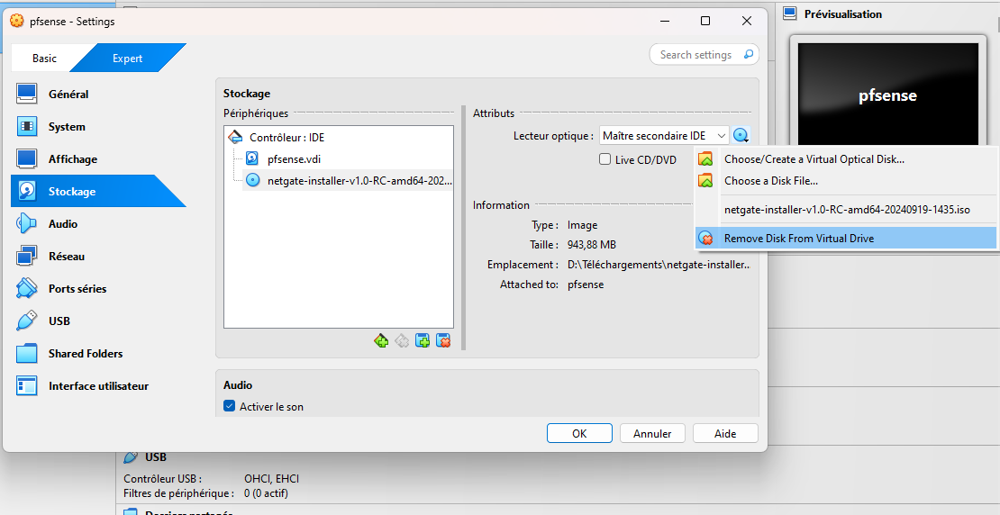 pfsense - Settings
Basic
Expert
Search settings
Général
System
Affichage
Stockage
Audio
Réseau
Ports séries
USB
Shared Folders
Interface utilisateur
Stockage
Périphériques
Contrôleur : IDE
pfsense.vdi
netgate-installer-v1.0-RC-amd64-202...
Attributs
Lecteur optique : Maître secondaire IDE
Live CD/DVD
Information
Type : Image
Taille : 943,88 MB
Emplacement : D:\Téléchargements\netgate-installer...
Attached to: pfsense
Audio
Activer le son
OK
Annuler
Aide
Prévisualisation
pfsense
Choose/Create a Virtual Optical Disk...
Choose a Disk File...
netgate-installer-v1.0-RC-amd64-20240919-1435.iso
Remove Disk From Virtual Drive
USB
Contrôleur USB : OHCI, EHCI
Filtres de périphérique : 0 (0 actif)